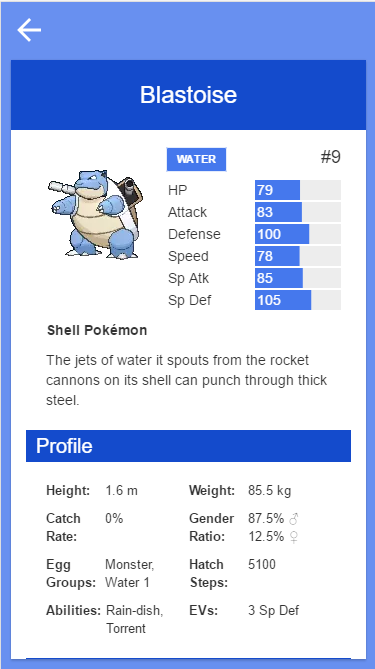 Blastoise
WATER #9
HP 79
Attack 83
Defense 100
Speed 78
Sp Atk 85
Sp Def 105
Shell Pokémon
The jets of water it spouts from the rocket
cannons on its shell can punch through thick
steel.
Profile
Height: 1.6 m Weight: 85.5 kg
Catch 0% Gender 87.5% ♂
Rate: Ratio: 12.5% ♀
Egg Monster, Hatch 5100
Groups: Water 1 Steps:
Abilities: Rain-dish, EVs: 3 Sp Def
Torrent